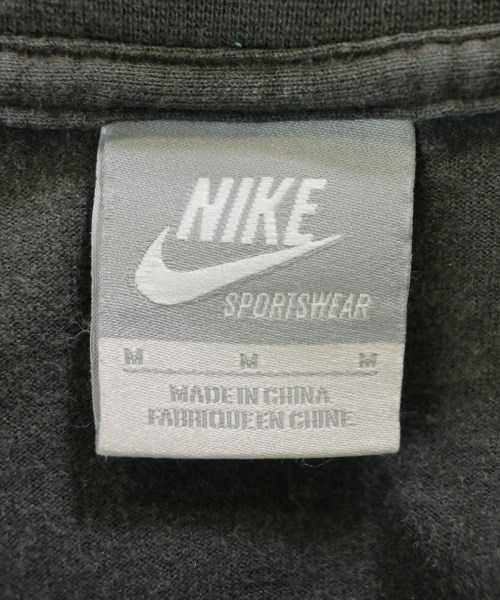 NIKE
SPORTSWEAR
M M M
MADE IN CHINA
FABRIQUE EN CHINE